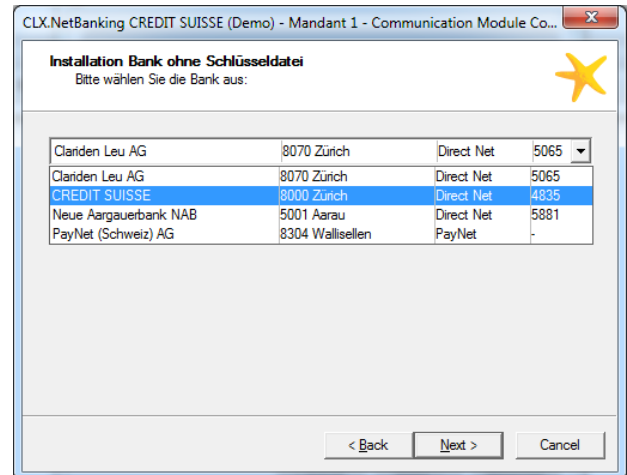 CLX.NetBanking CREDIT SUISSE (Demo) - Mandant 1 - Communication Module Co...
Installation Bank ohne Schlüsseldatei
Bitte wählen Sie die Bank aus:
Clariden Leu AG 8070 Zürich Direct Net 5065
Clariden Leu AG 8070 Zürich Direct Net 5065
CREDIT SUISSE 8000 Zürich Direct Net 4835
Neue Aargauerbank NAB 5001 Aarau Direct Net 5881
PayNet (Schweiz) AG 8304 Wallisellen PayNet -
< Back Next > Cancel